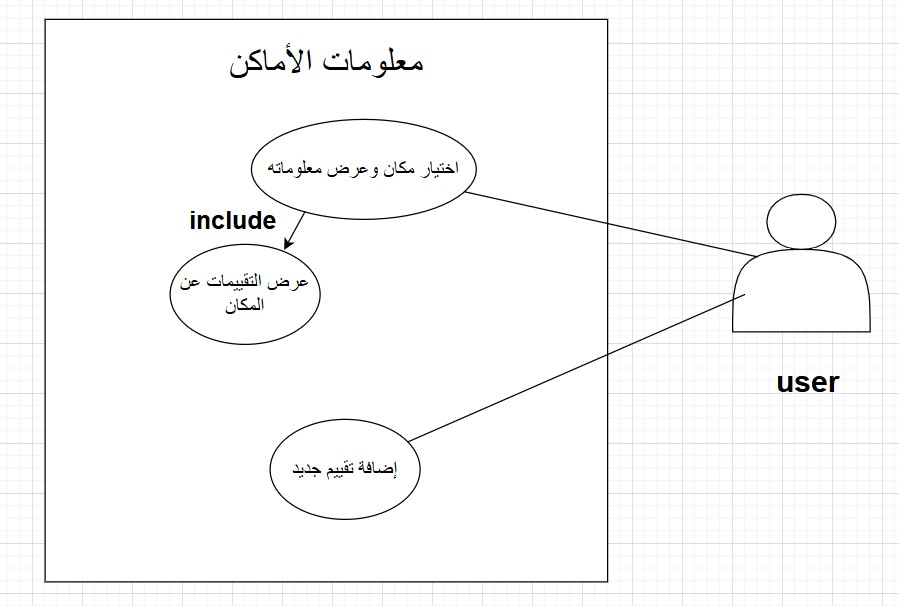 معلومات الأماكن
اختيار مكان وعرض معلوماته
include
عرض التقييمات عن
المكان
user
إضافة تقييم جديد